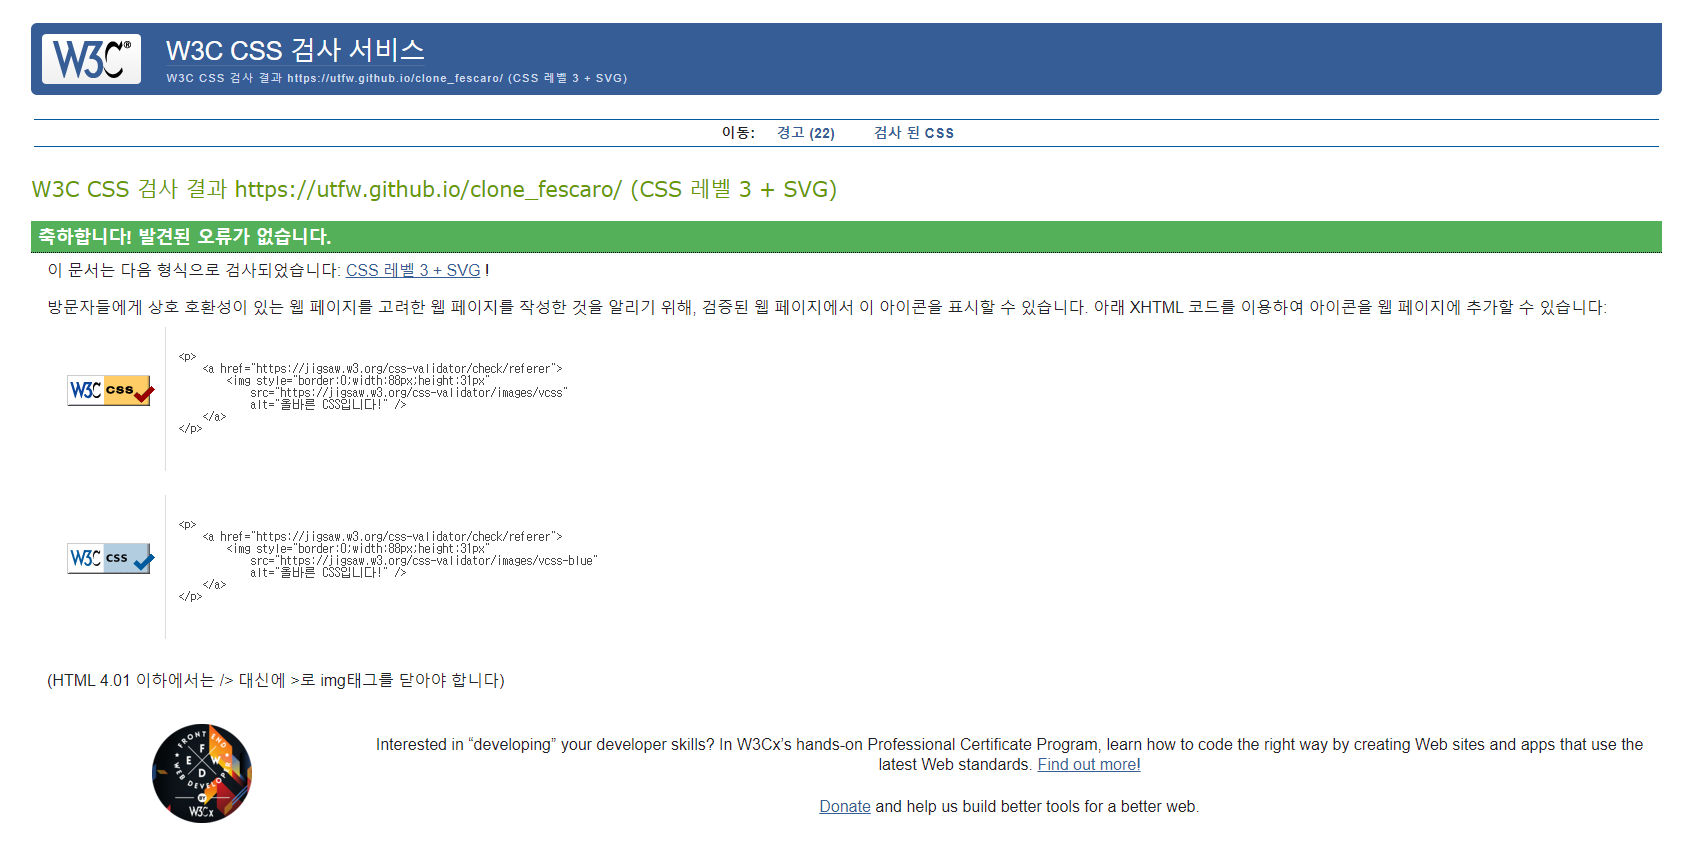 W3C® W3C CSS 검사 서비스
W3C CSS 검사 결과 https://utfw.github.io/clone_fescaro/ (CSS 레벨 3 + SVG)
이동: 경고 (22) 검사 된 CSS
W3C CSS 검사 결과 https://utfw.github.io/clone_fescaro/ (CSS 레벨 3 + SVG)
축하합니다! 발견된 오류가 없습니다.
이 문서는 다음 형식으로 검사되었습니다: CSS 레벨 3 + SVG !
방문자들에게 상호 호환성이 있는 웹 페이지를 고려한 웹 페이지를 작성한 것을 알리기 위해, 검증된 웹 페이지에서 이 아이콘을 표시할 수 있습니다. 아래 XHTML 코드를 이용하여 아이콘을 웹 페이지에 추가할 수 있습니다:
W3C css
<p>
<a href="https://jigsaw.w3.org/css-validator/check/referer">
<img style="border:0;width:88px;height:31px"
src="https://jigsaw.w3.org/css-validator/images/vcss"
alt="올바른 CSS입니다!" />
</a>
</p>
W3C css
<p>
<a href="https://jigsaw.w3.org/css-validator/check/referer">
<img style="border:0;width:88px;height:31px"
src="https://jigsaw.w3.org/css-validator/images/vcss-blue"
alt="올바른 CSS입니다!" />
</a>
</p>
(HTML 4.01 이하에서는 /> 대신에 >로 img태그를 닫아야 합니다)
FRONT END
F E W D
WEB DEVELOPER
BY
W3Cx
Interested in “developing” your developer skills? In W3Cx’s hands-on Professional Certificate Program, learn how to code the right way by creating Web sites and apps that use the
latest Web standards. Find out more!
Donate and help us build better tools for a better web.